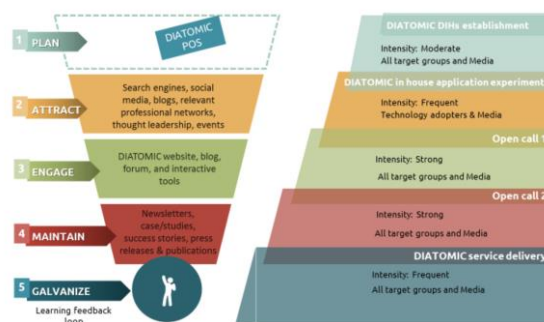 1 PLAN
DIATOMIC
POS
2 ATTRACT
Search engines, social
media, blogs, relevant
professional networks,
thought leadership, events
3 ENGAGE
DIATOMIC website, blog,
forum, and interactive
tools
4 MAINTAIN
Newsletters,
case/studies,
success stories, press
releases & publications
5 GALVANIZE
Learning feedback
loop
DIATOMIC DIHs establishment
Intensity: Moderate
All target groups and Media
DIATOMIC in house application experiment
Intensity: Frequent
Technology adopters & Media
Open call 1
Intensity: Strong
All target groups and Media
Open call 2
Intensity: Strong
All target groups and Media
DIATOMIC service delivery
Intensity: Frequent
All target groups and Media